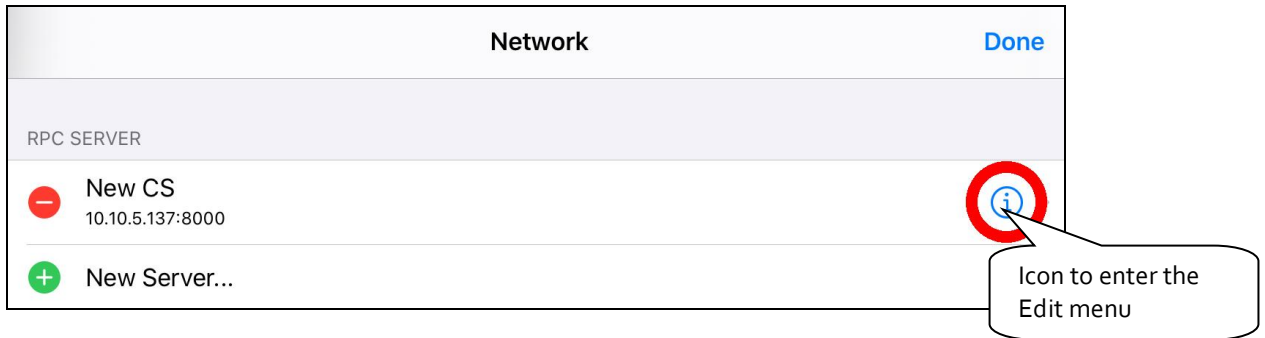 Network
Done
RPC SERVER
New CS
10.10.5.137:8000
New Server...
Icon to enter the
Edit menu